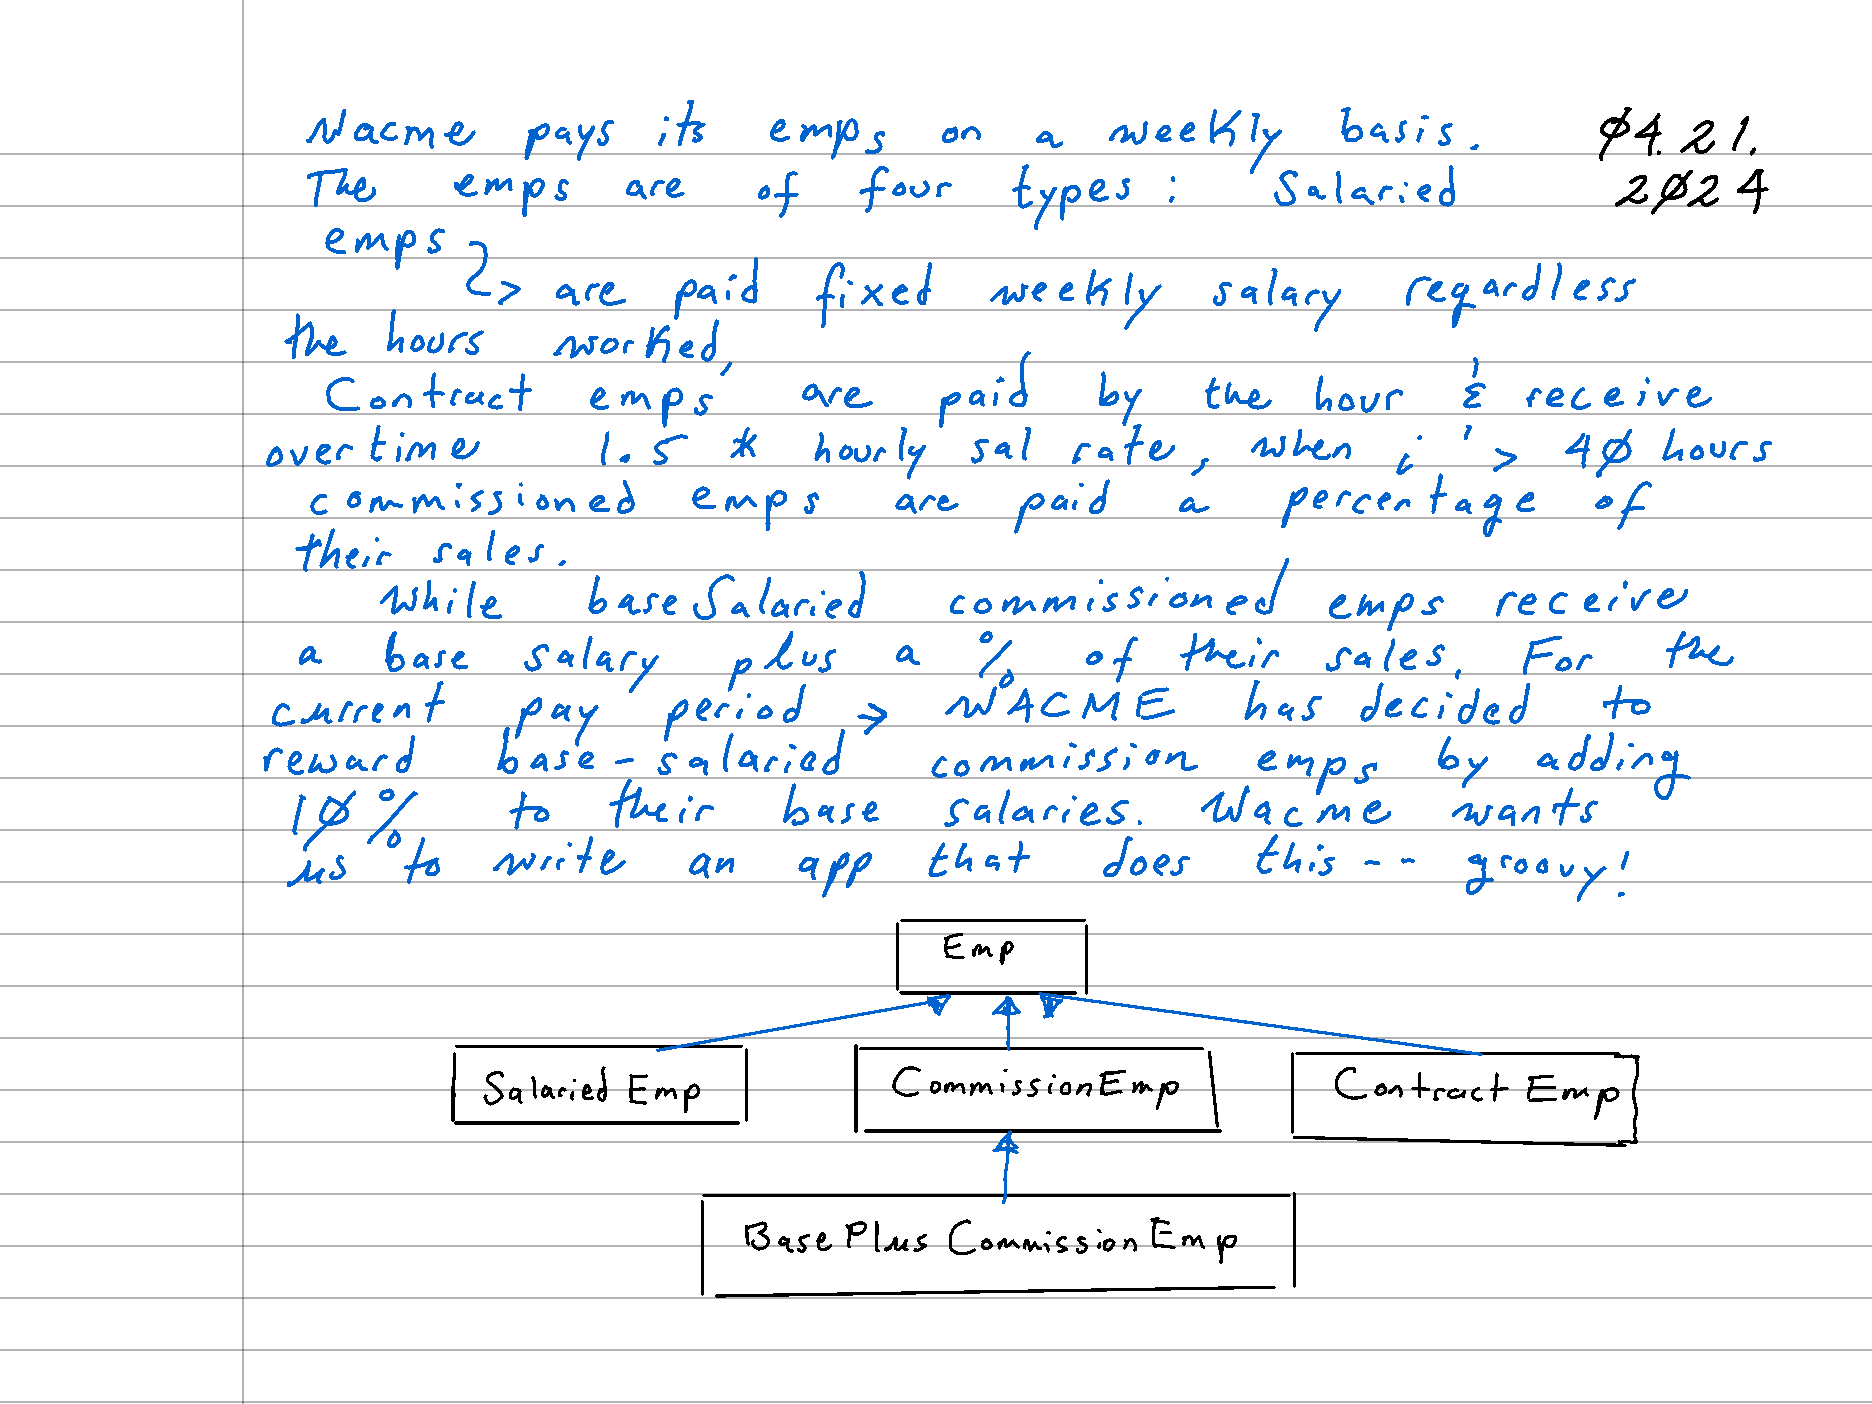 Wacme pays its emps on a weekly basis.
Ø4.21.
2Ø24
The emps are of four types: Salaried
emps
are paid fixed weekly salary regardless
the hours worked,
Contract emps are paid by the hour & receive
overtime 1.5 * hourly sal rate, when i' > 4Ø hours
commissioned emps are paid a percentage of
their sales.
While baseSalaried commissioned emps receive
a base salary plus a % of their sales. For the
current pay period → WACME has decided to
reward base-salaried commission emps by adding
1Ø% to their base salaries. Wacme wants
us to write an app that does this -- groovy!
Emp
Salaried Emp
CommissionEmp
Contract Emp
BasePlus CommissionEmp